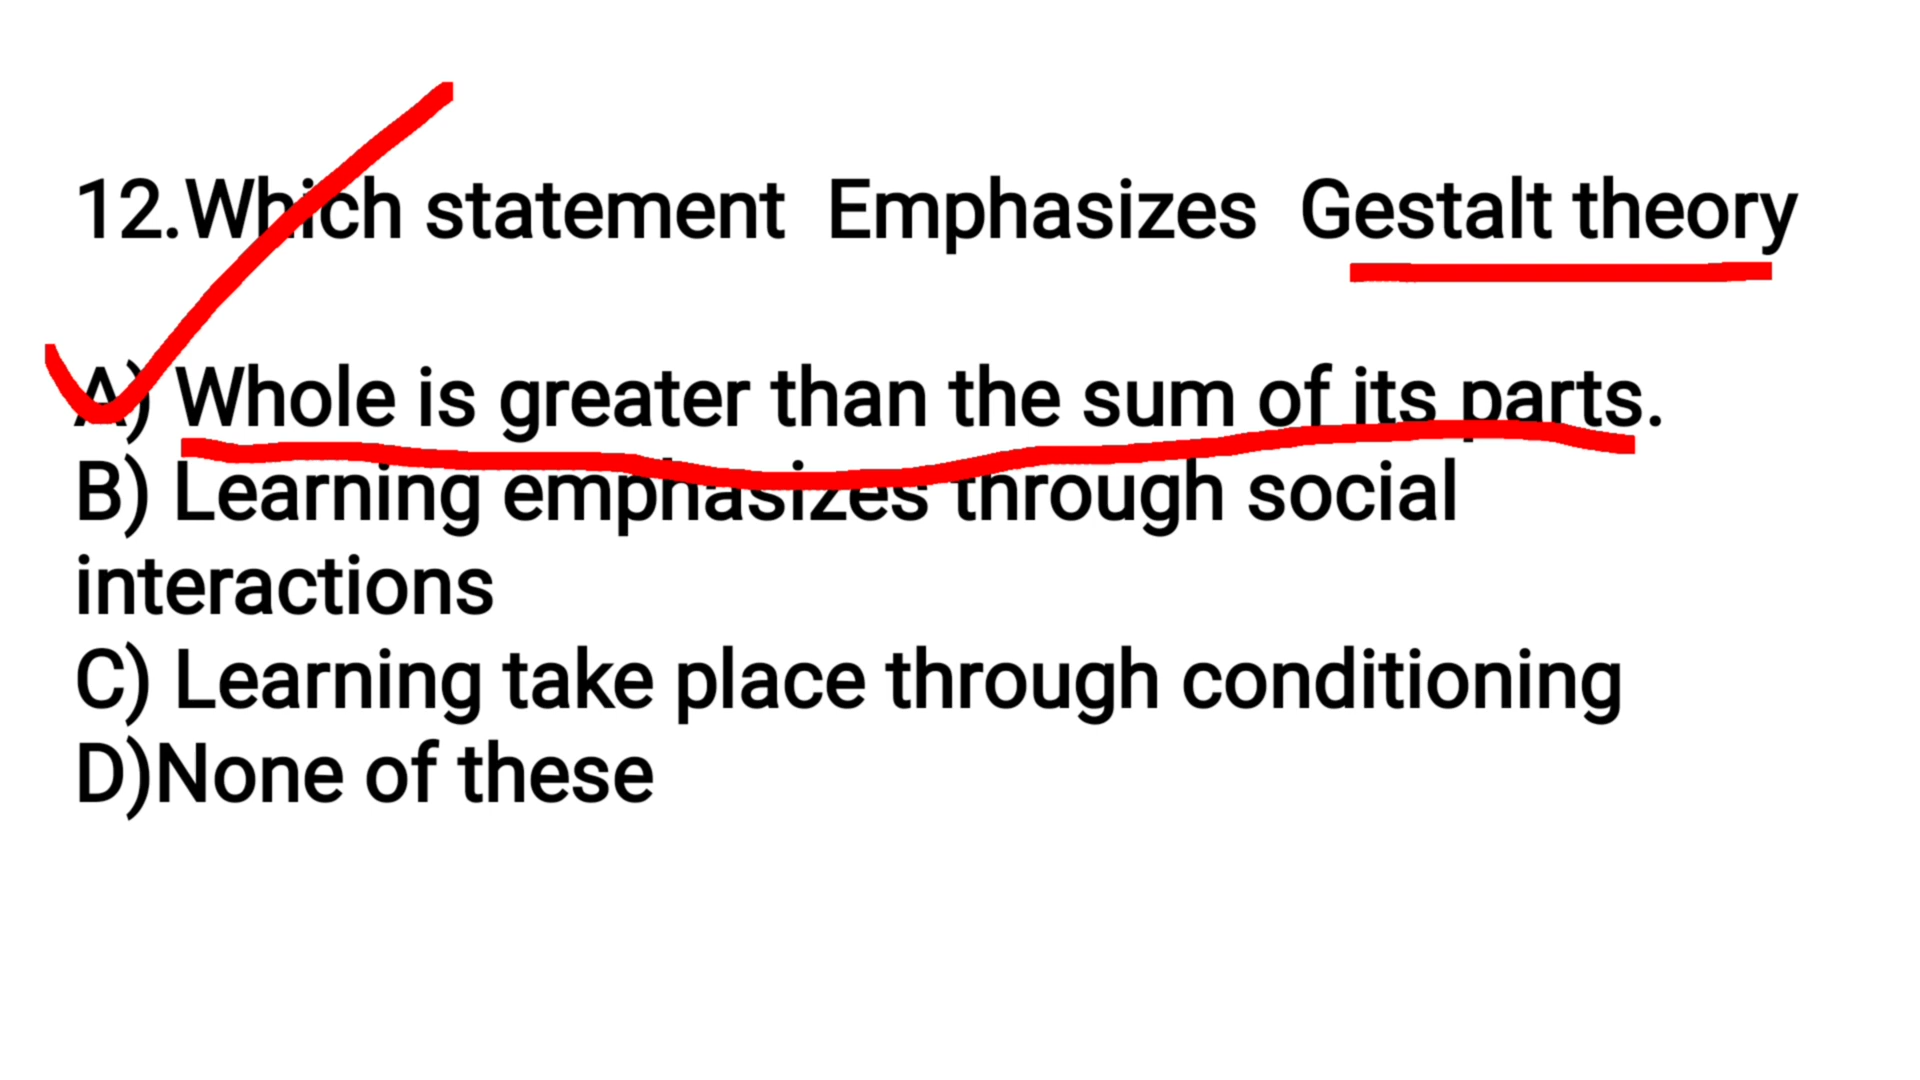 12.Which statement Emphasizes Gestalt theory
A) Whole is greater than the sum of its parts.
B) Learning emphasizes through social
interactions
C) Learning take place through conditioning
D)None of these